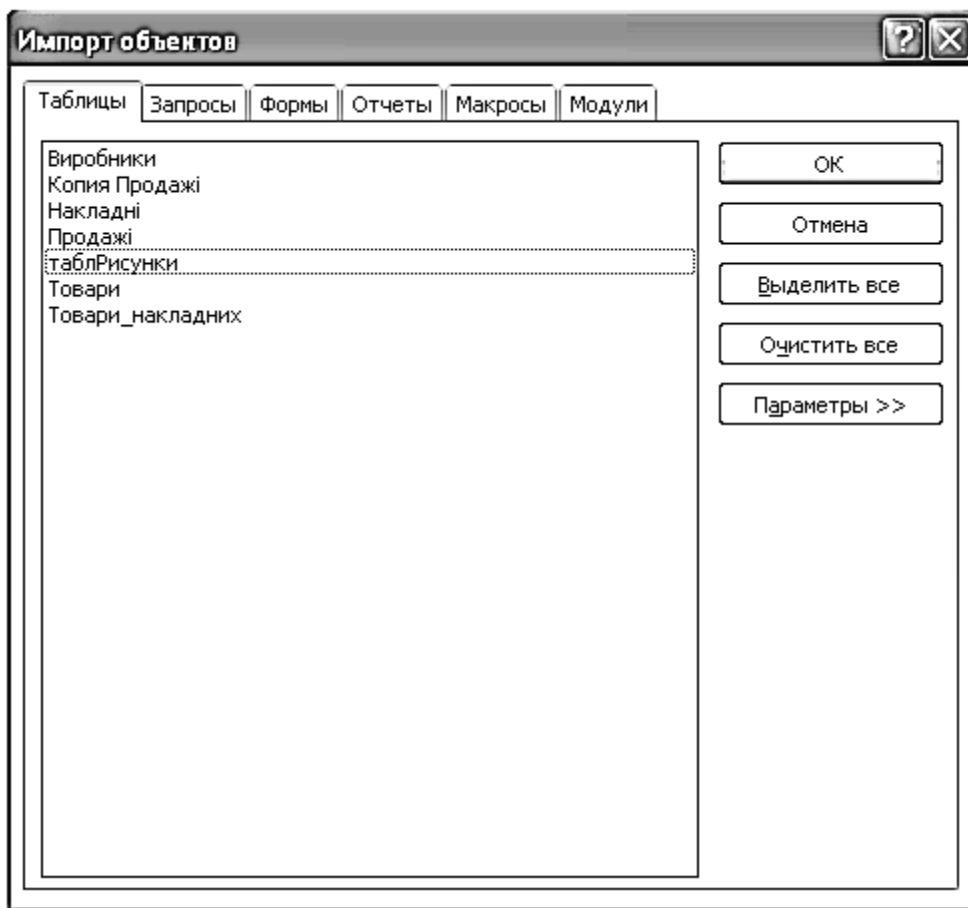 Импорт объектов
Таблицы Запросы Формы Отчеты Макросы Модули
Виробники
Копия Продажі
Накладні
Продажі
таблРисунки
Товари
Товари_накладних
ОК
Отмена
Выделить все
Очистить все
Параметры >>